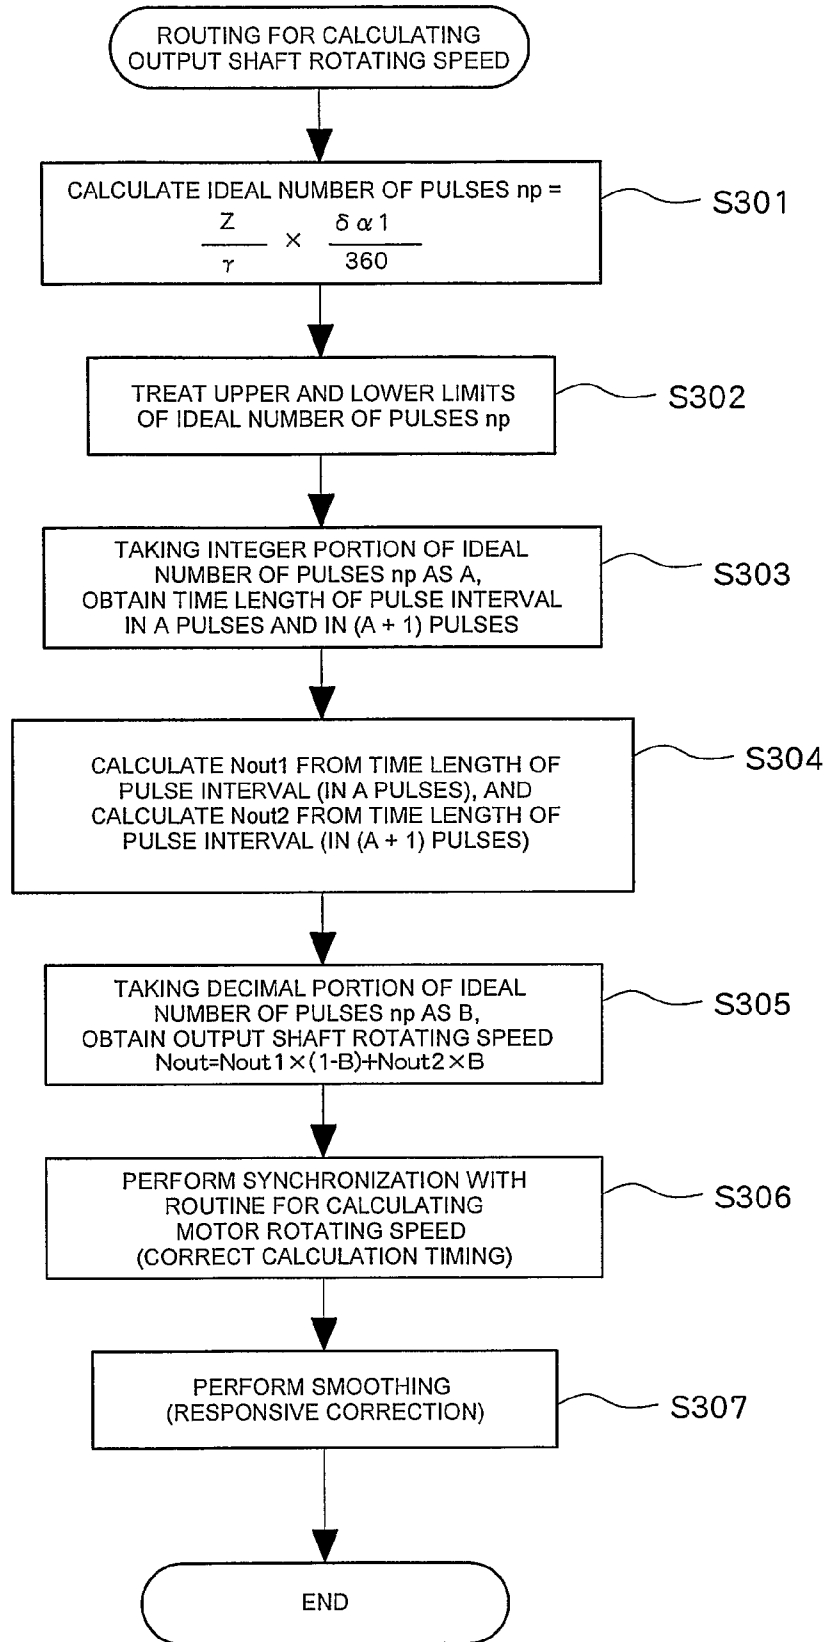 ROUTING FOR CALCULATING
OUTPUT SHAFT ROTATING SPEED
CALCULATE IDEAL NUMBER OF PULSES np =
Z
γ
×
δ α 1
360
S301
TREAT UPPER AND LOWER LIMITS
OF IDEAL NUMBER OF PULSES np
S302
TAKING INTEGER PORTION OF IDEAL
NUMBER OF PULSES np AS A,
OBTAIN TIME LENGTH OF PULSE INTERVAL
IN A PULSES AND IN (A + 1) PULSES
S303
CALCULATE Nout1 FROM TIME LENGTH OF
PULSE INTERVAL (IN A PULSES), AND
CALCULATE Nout2 FROM TIME LENGTH OF
PULSE INTERVAL (IN (A + 1) PULSES)
S304
TAKING DECIMAL PORTION OF IDEAL
NUMBER OF PULSES np AS B,
OBTAIN OUTPUT SHAFT ROTATING SPEED
Nout=Nout1×(1-B)+Nout2×B
S305
PERFORM SYNCHRONIZATION WITH
ROUTINE FOR CALCULATING
MOTOR ROTATING SPEED
(CORRECT CALCULATION TIMING)
S306
PERFORM SMOOTHING
(RESPONSIVE CORRECTION)
S307
END